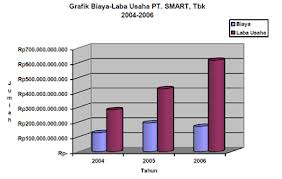 Grafik Biaya-Laba Usaha PT. SMART, Tbk
2004-2006
Biaya
Laba Usaha
Rp700,000,000,000
Rp600,000,000,000
Rp500,000,000,000
Rp400,000,000,000
Rp300,000,000,000
Rp200,000,000,000
Rp100,000,000,000
Rp-
Jumlah
2004 2005 2006
Tahun